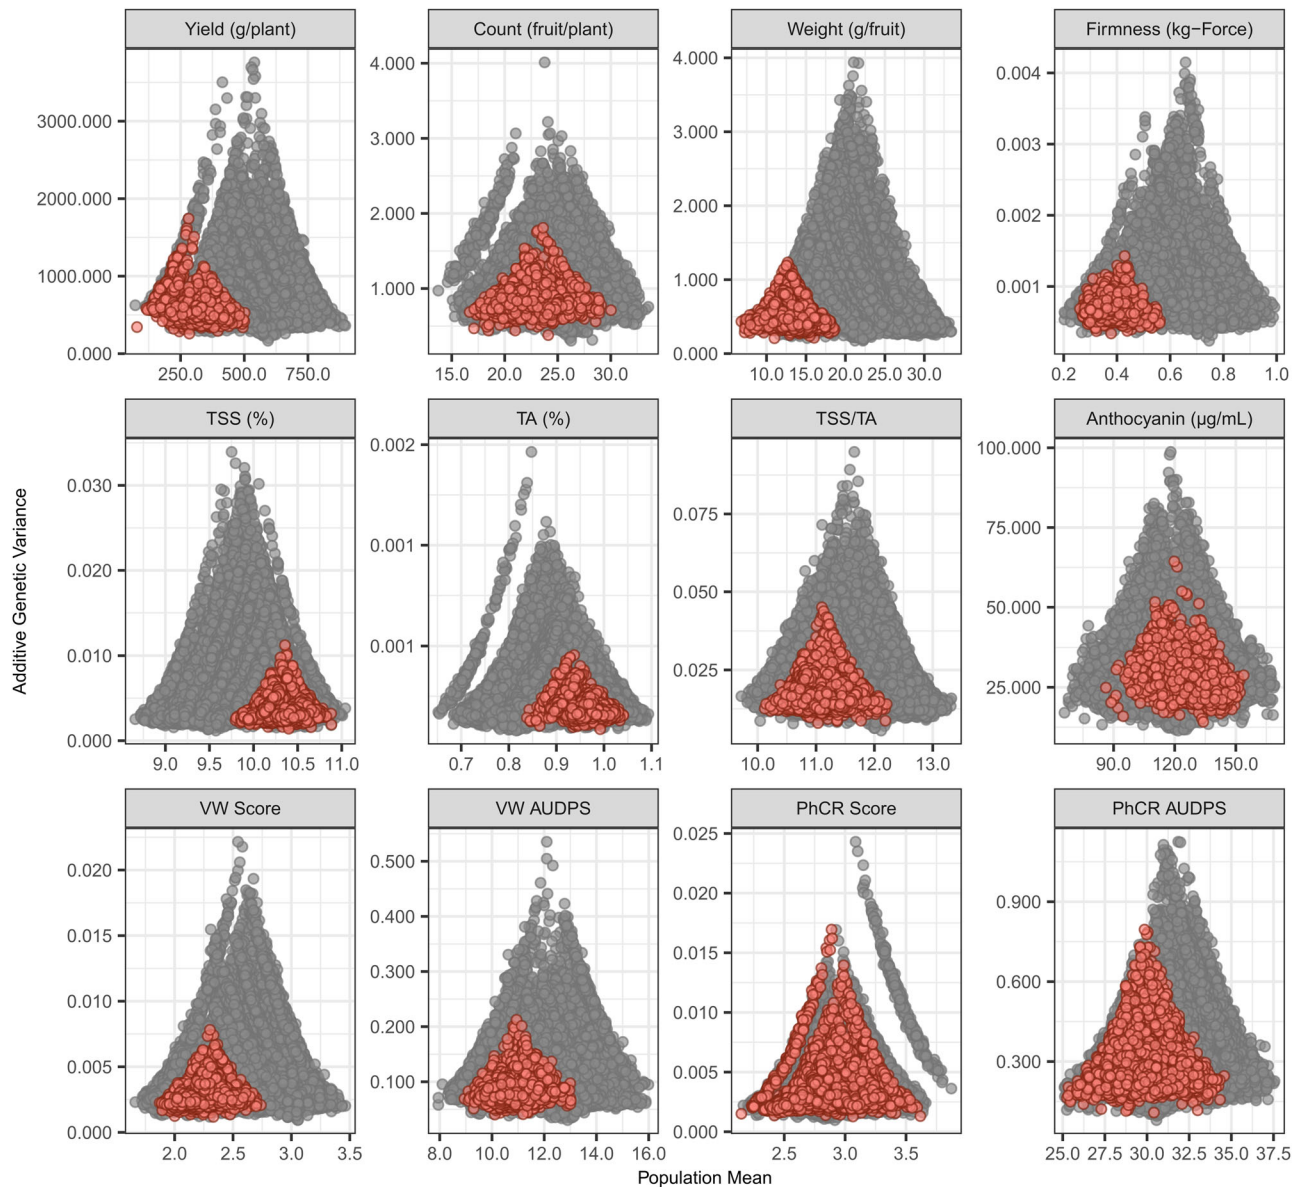 Yield (g/plant) Count (fruit/plant) Weight (g/fruit) Firmness (kg−Force)
4.000 4.000 0.004
3000.000 3.000 3.000 0.003
2000.000 2.000 2.000 0.002
1000.000 1.000 1.000 0.001
0.000 0.000
250.0 500.0 750.0 15.0 20.0 25.0 30.0 10.0 15.0 20.0 25.0 30.0 0.2 0.4 0.6 0.8 1.0
TSS (%) TA (%) TSS/TA Anthocyanin (μg/mL)
0.030 0.002 0.075 100.000
0.020 0.001 0.050 75.000
0.010 0.001 0.025 50.000
0.000 25.000
9.0 9.5 10.0 10.5 11.0 0.7 0.8 0.9 1.0 1.1 10.0 11.0 12.0 13.0 90.0 120.0 150.0
Additive Genetic Variance
VW Score VW AUDPS PhCR Score PhCR AUDPS
0.020 0.500 0.025 0.900
0.015 0.400 0.020 0.600
0.010 0.300 0.015 0.300
0.005 0.200 0.010
0.000 0.100 0.005
0.000
2.0 2.5 3.0 3.5 8.0 10.0 12.0 14.0 16.0 2.5 3.0 3.5 25.0 27.5 30.0 32.5 35.0 37.5
Population Mean